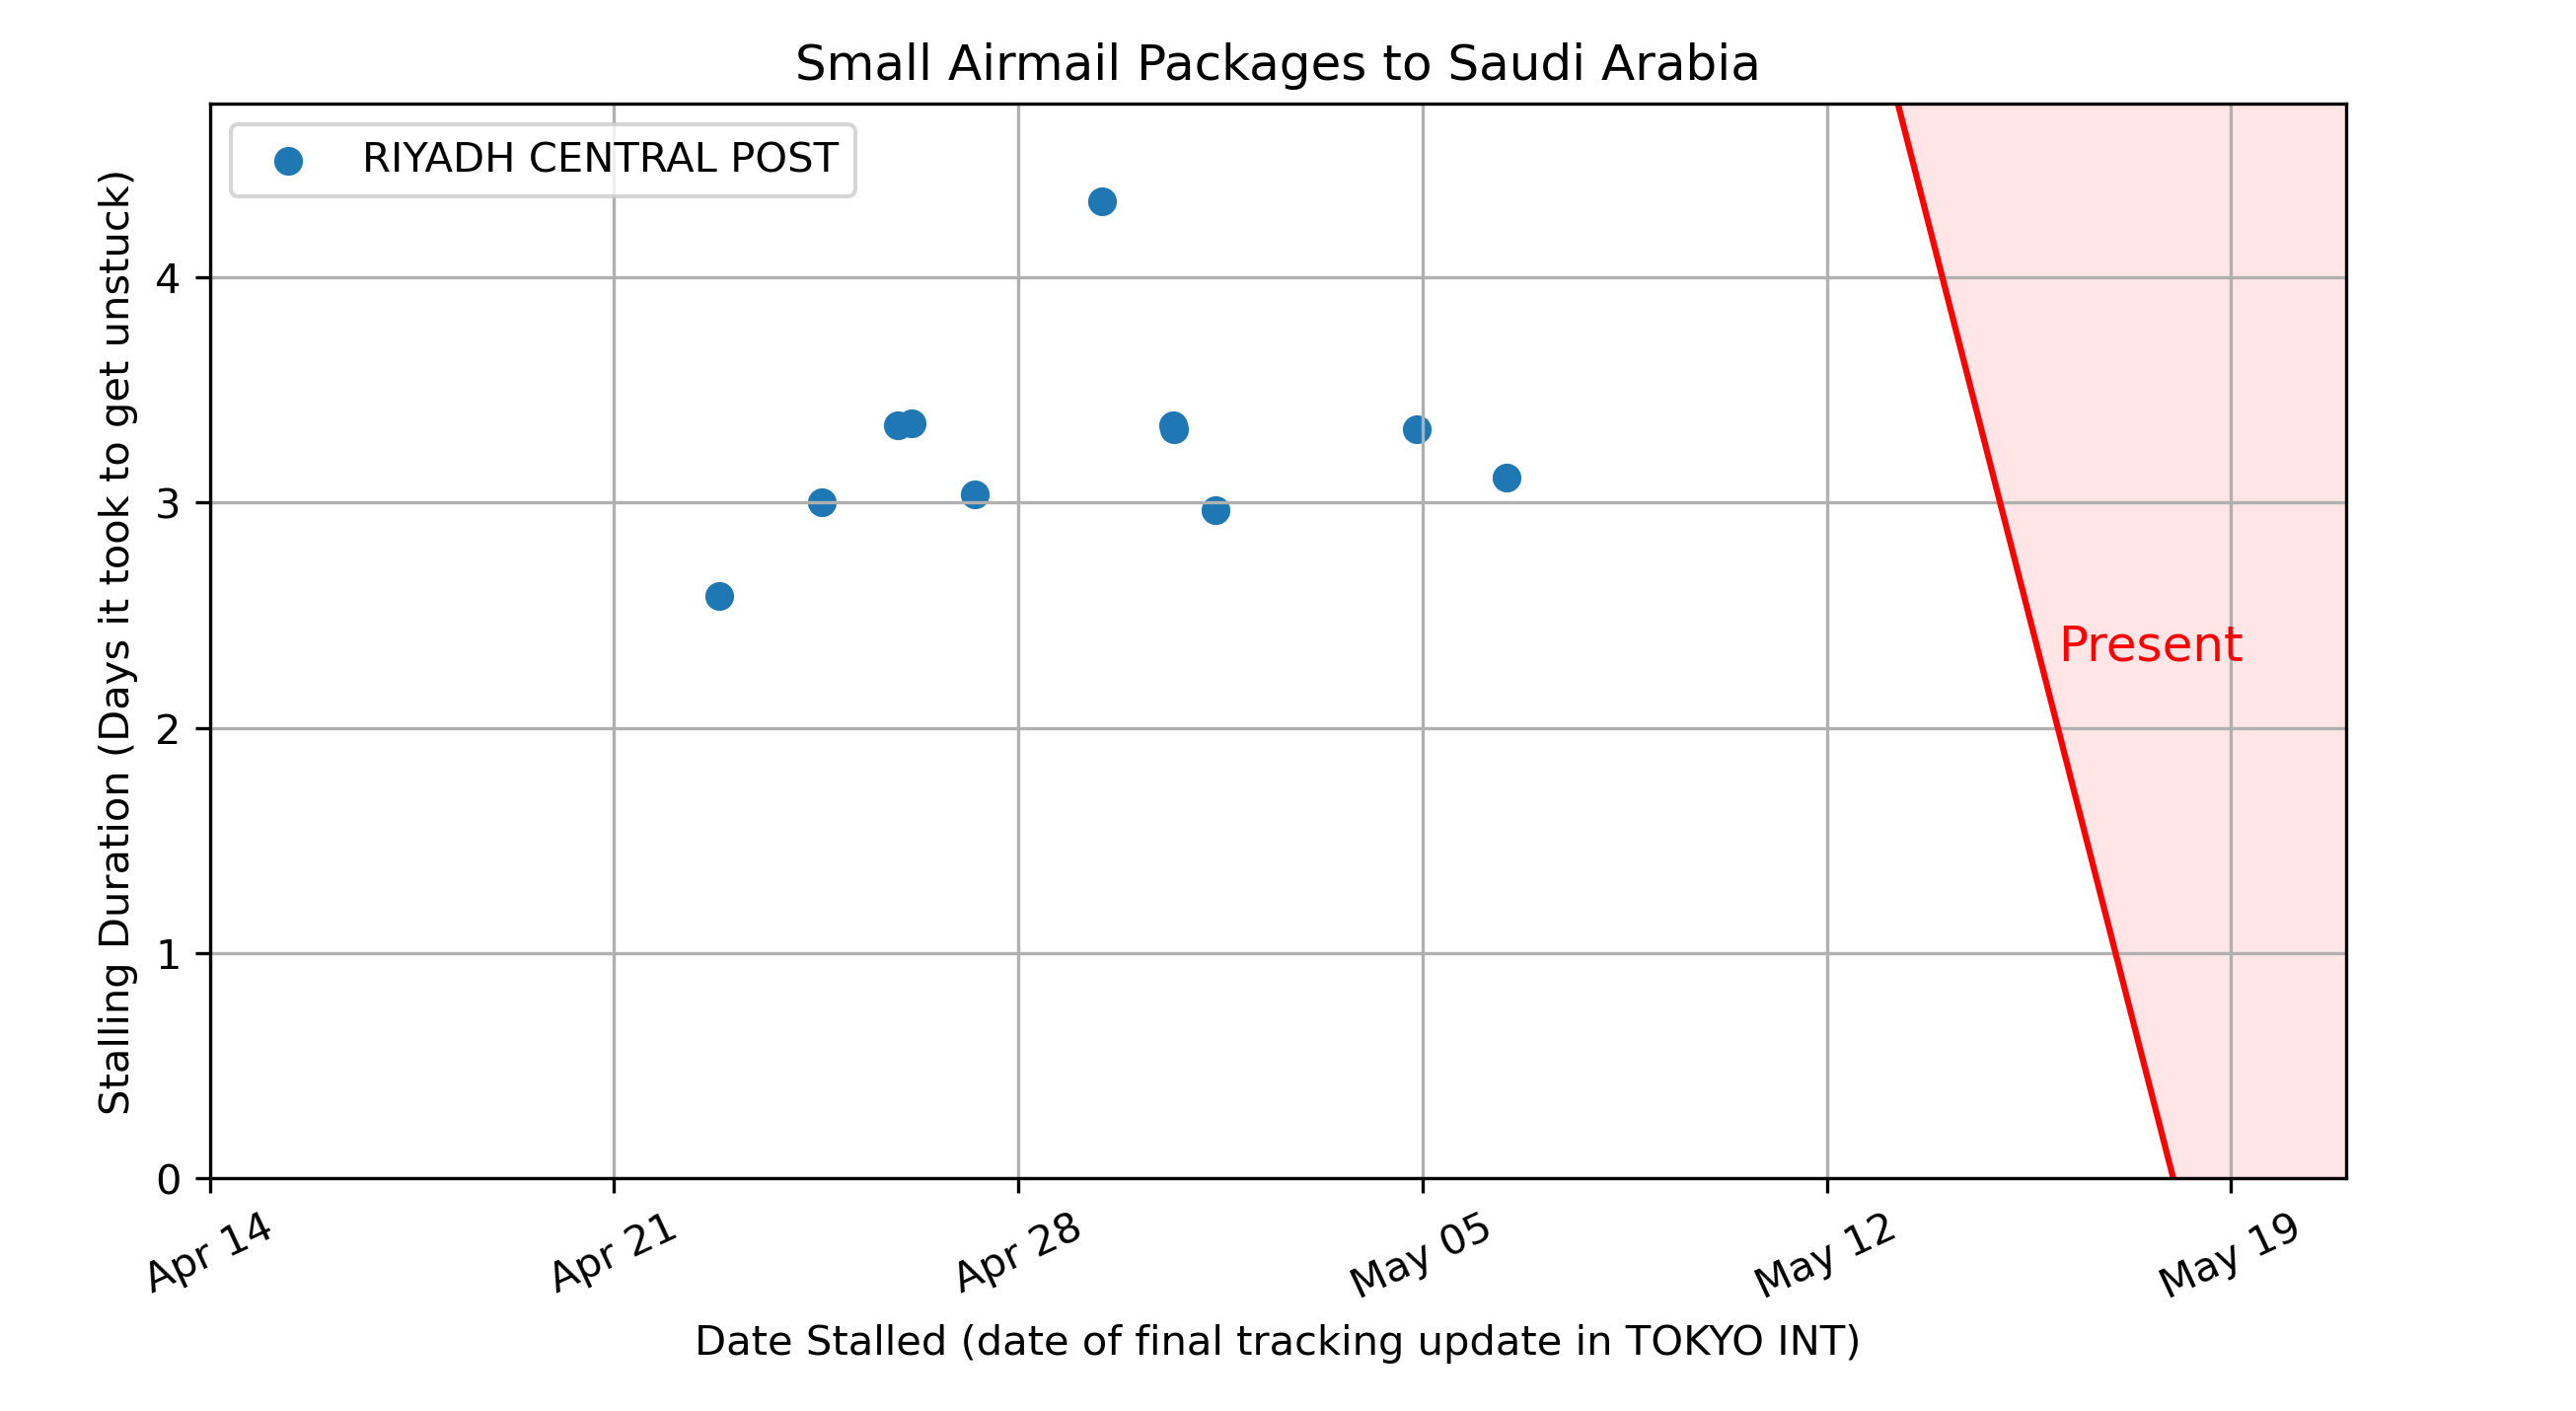 Small Airmail Packages to Saudi Arabia
RIYADH CENTRAL POST
Stalling Duration (Days it took to get unstuck)
4
3
2
1
0
Present
Apr 14
Apr 21
Apr 28
May 05
May 12
May 19
Date Stalled (date of final tracking update in TOKYO INT)